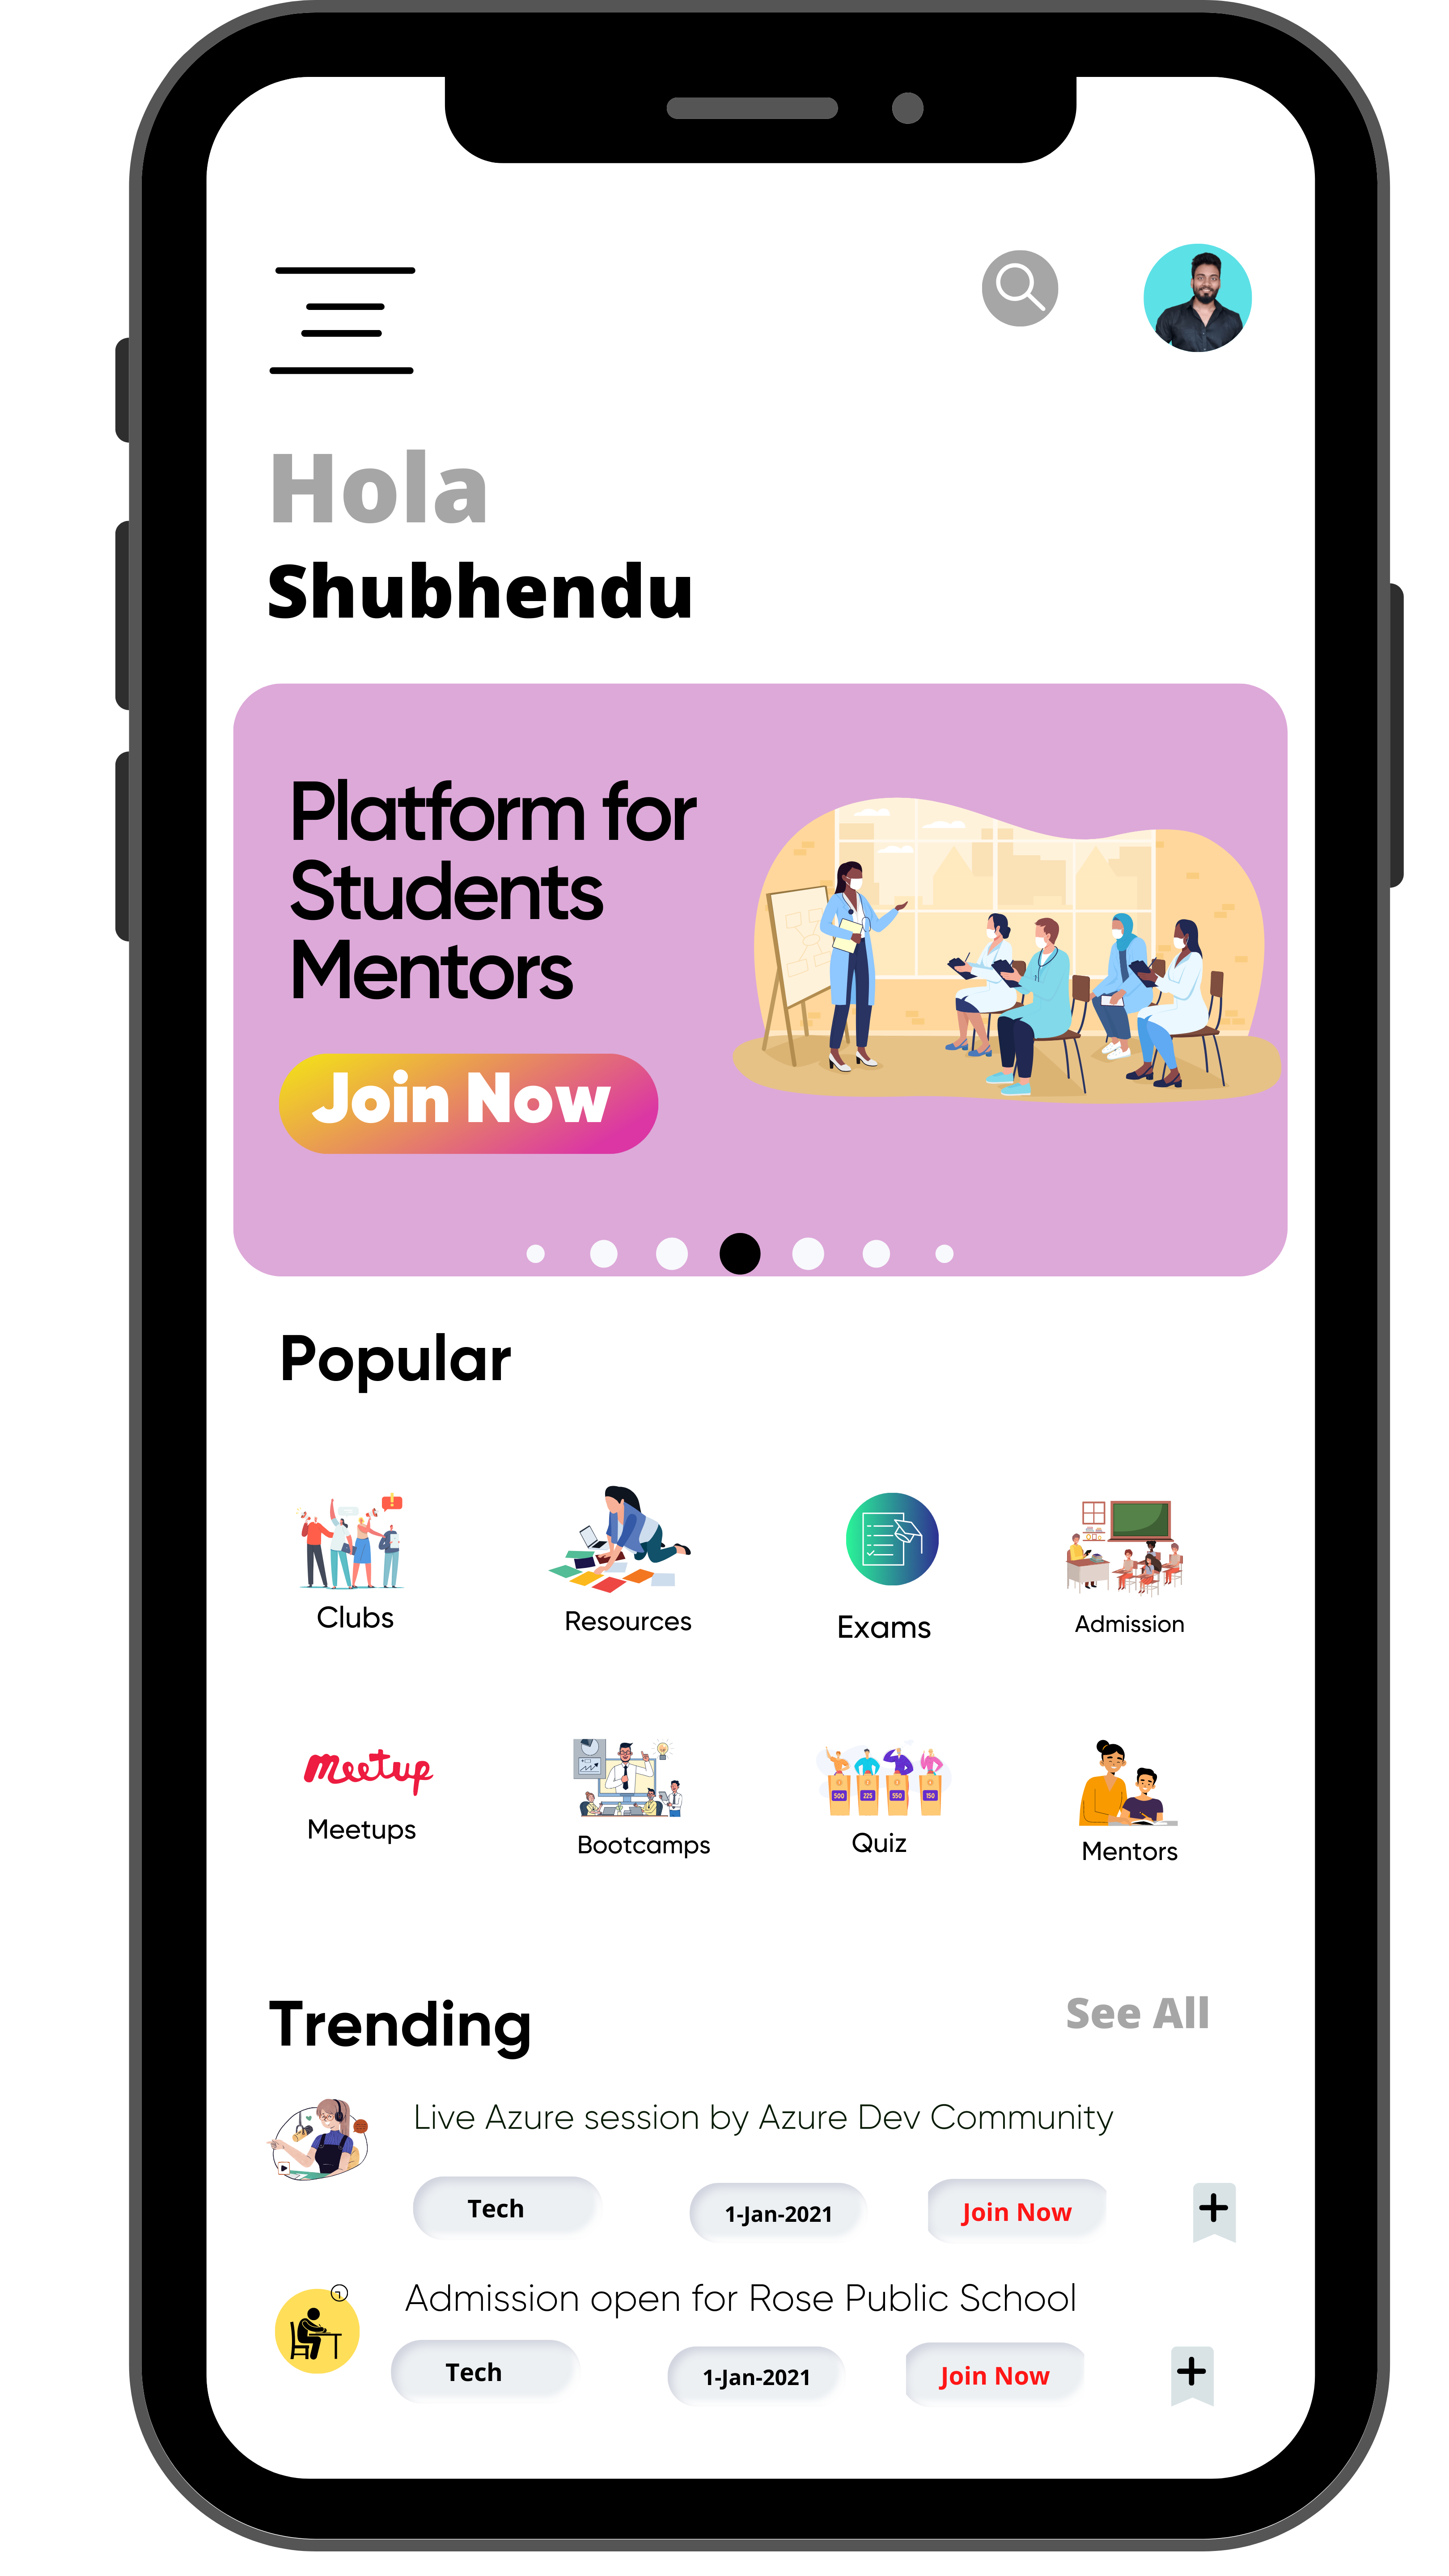 Hola
Shubhendu
Platform for
Students
Mentors
Join Now
Popular
Clubs
Resources
Exams
Admission
Meetup
Meetups
Bootcamps
500
225
550
150
Quiz
Mentors
Trending
See All
Live Azure session by Azure Dev Community
Tech
1-Jan-2021
Join Now
Admission open for Rose Public School
Tech
1-Jan-2021
Join Now